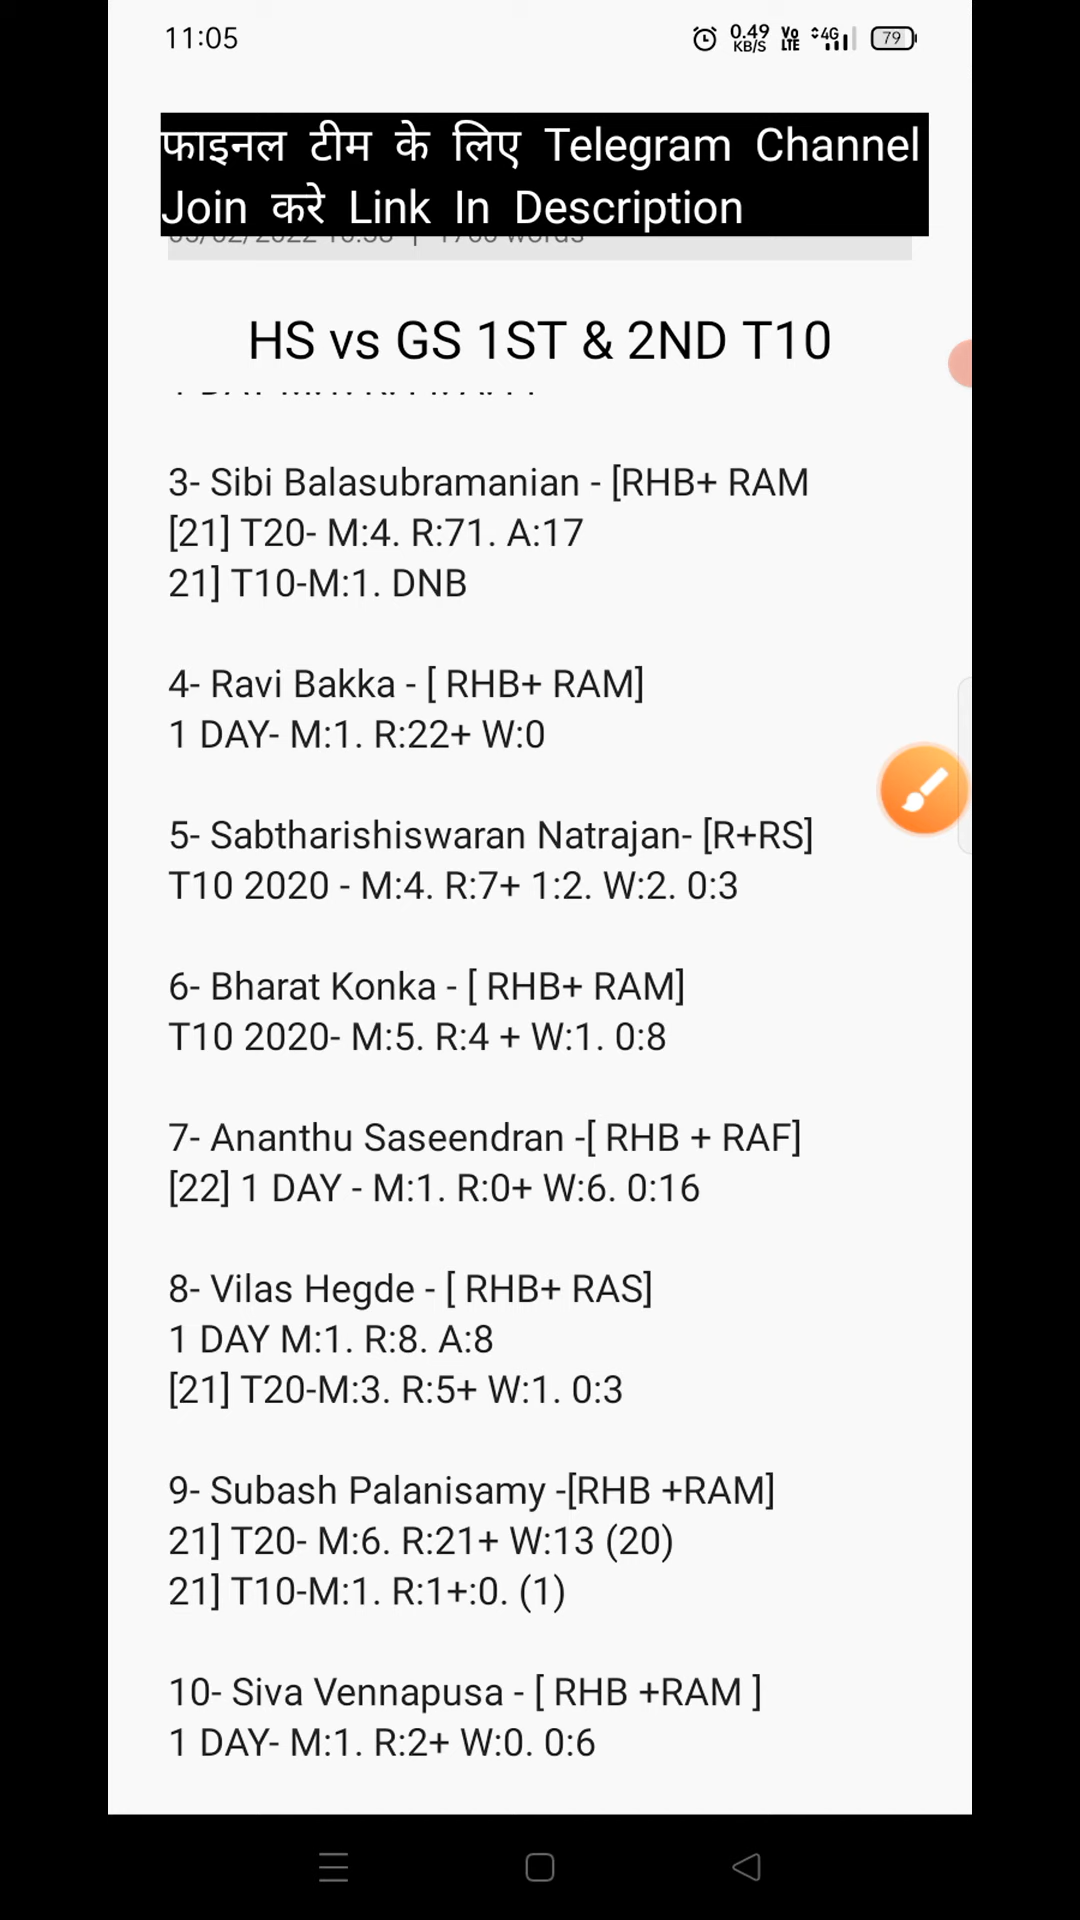 11:05
0.49 KB/S Vo LTE 4G 79
फाइनल टीम के लिए Telegram Channel
Join करे Link In Description
HS vs GS 1ST & 2ND T10
3- Sibi Balasubramanian - [RHB+ RAM
[21] T20- M:4. R:71. A:17
21] T10-M:1. DNB
4- Ravi Bakka - [ RHB+ RAM]
1 DAY- M:1. R:22+ W:0
5- Sabtharishiswaran Natrajan- [R+RS]
T10 2020 - M:4. R:7+ 1:2. W:2. 0:3
6- Bharat Konka - [ RHB+ RAM]
T10 2020- M:5. R:4 + W:1. 0:8
7- Ananthu Saseendran -[ RHB + RAF]
[22] 1 DAY - M:1. R:0+ W:6. 0:16
8- Vilas Hegde - [ RHB+ RAS]
1 DAY M:1. R:8. A:8
[21] T20-M:3. R:5+ W:1. 0:3
9- Subash Palanisamy -[RHB +RAM]
21] T20- M:6. R:21+ W:13 (20)
21] T10-M:1. R:1+:0. (1)
10- Siva Vennapusa - [ RHB +RAM ]
1 DAY- M:1. R:2+ W:0. 0:6